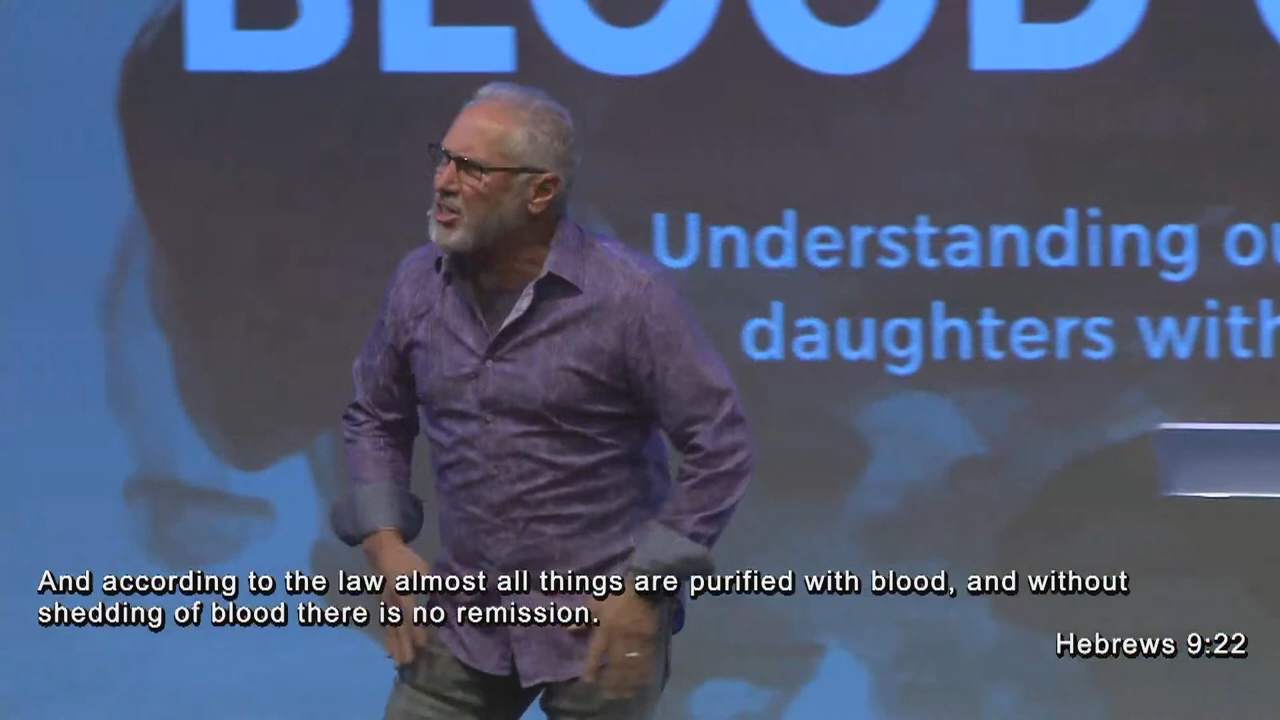 BLOOD
Understanding
daughters with
And according to the law almost all things are purified with blood, and without
shedding of blood there is no remission.
Hebrews 9:22